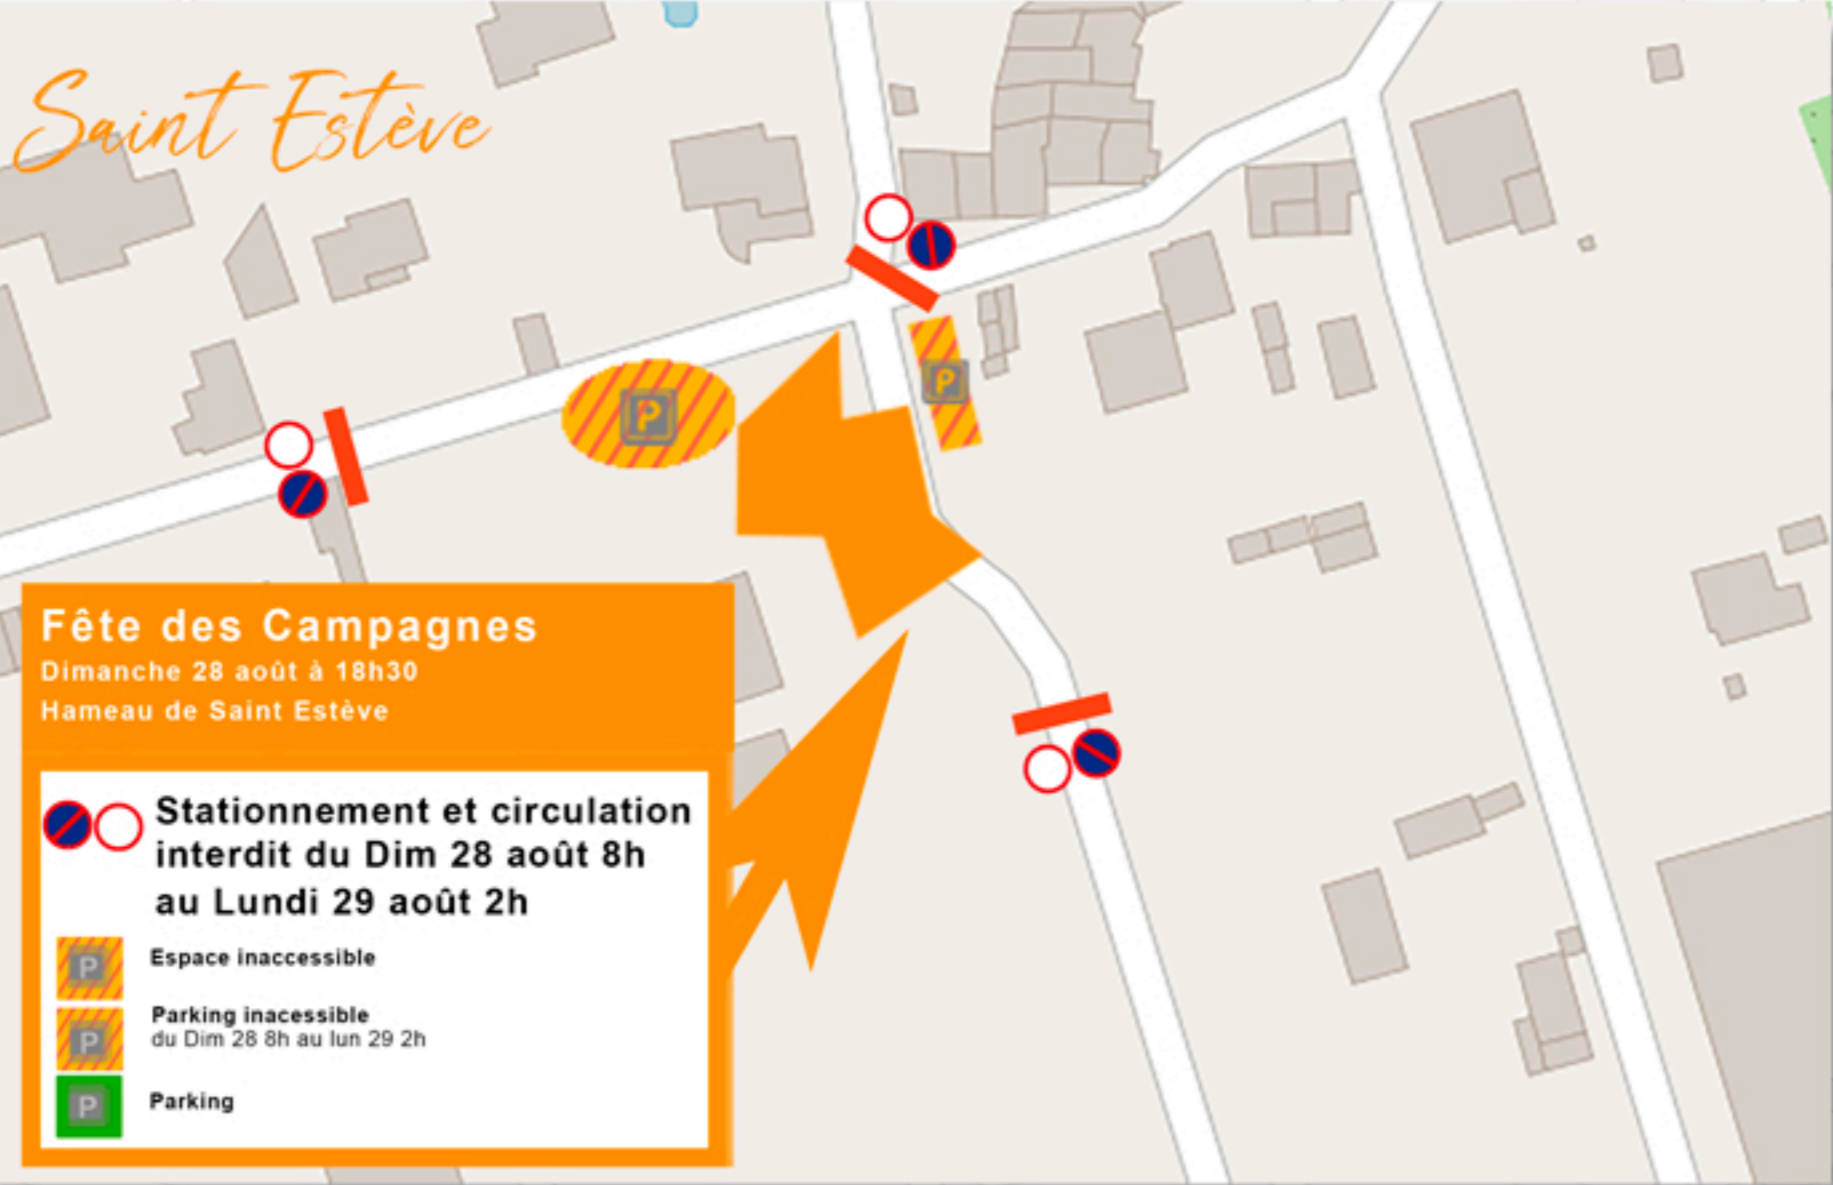 Saint Estève
P
P
Fête des Campagnes
Dimanche 28 août à 18h30
Hameau de Saint Estève
Stationnement et circulation
interdit du Dim 28 août 8h
au Lundi 29 août 2h
P
Espace inaccessible
P
Parking inacessible
du Dim 28 8h au lun 29 2h
P
Parking